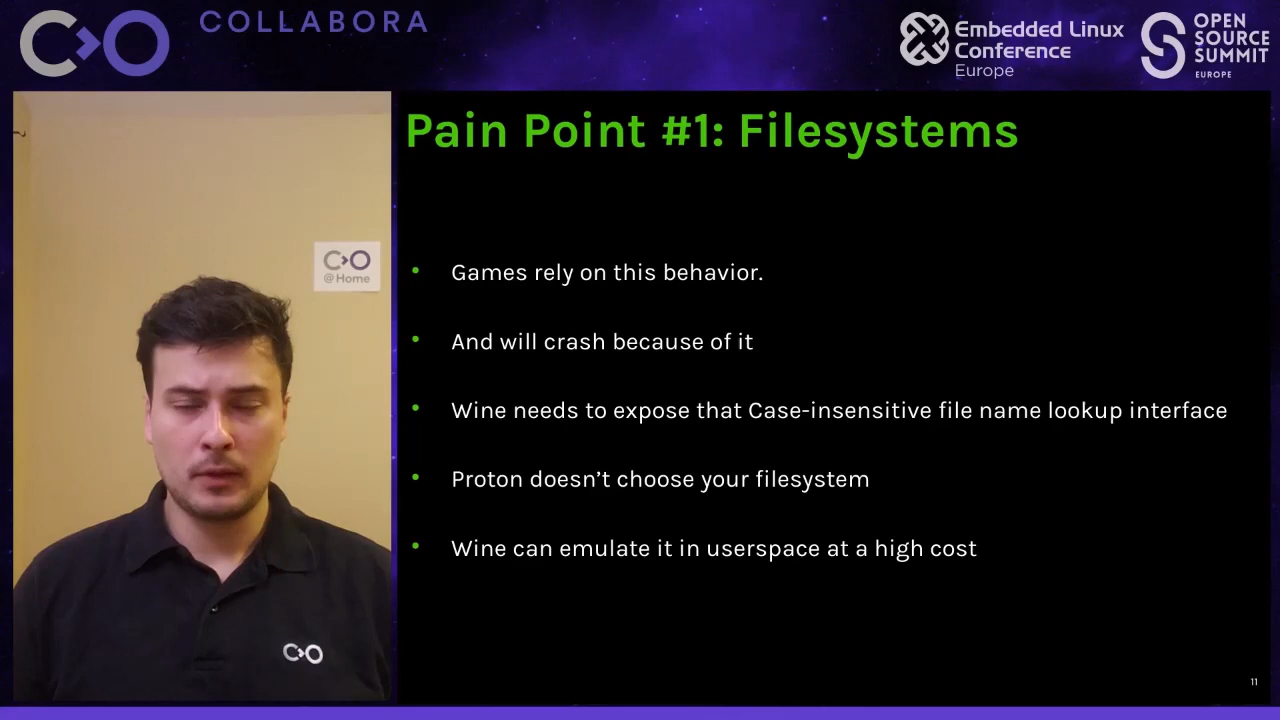 COLLABORA
Embedded Linux
Conference
Europe
OPEN
SOURCE
SUMMIT
EUROPE
@Home
Pain Point #1: Filesystems
• Games rely on this behavior.
• And will crash because of it
• Wine needs to expose that Case-insensitive file name lookup interface
• Proton doesn’t choose your filesystem
• Wine can emulate it in userspace at a high cost
11